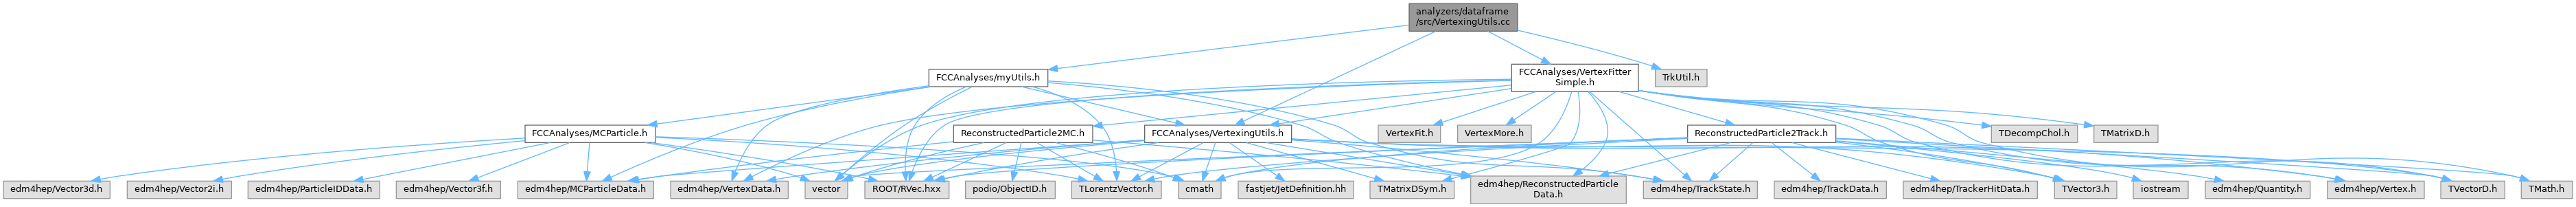 analyzers/dataframe
/src/VertexingUtils.cc
FCCAnalyses/myUtils.h
FCCAnalyses/VertexFitter
Simple.h
TrkUtil.h
FCCAnalyses/MCParticle.h
ReconstructedParticle2MC.h
FCCAnalyses/VertexingUtils.h
VertexFit.h
VertexMore.h
ReconstructedParticle2Track.h
TDecompChol.h
TMatrixD.h
edm4hep/Vector3d.h
edm4hep/Vector2i.h
edm4hep/ParticleIDData.h
edm4hep/Vector3f.h
edm4hep/MCParticleData.h
edm4hep/VertexData.h
vector
ROOT/RVec.hxx
podio/ObjectID.h
TLorentzVector.h
cmath
fastjet/JetDefinition.hh
TMatrixDSym.h
edm4hep/ReconstructedParticle
Data.h
edm4hep/TrackState.h
edm4hep/TrackData.h
edm4hep/TrackerHitData.h
TVector3.h
iostream
edm4hep/Quantity.h
edm4hep/Vertex.h
TVectorD.h
TMath.h